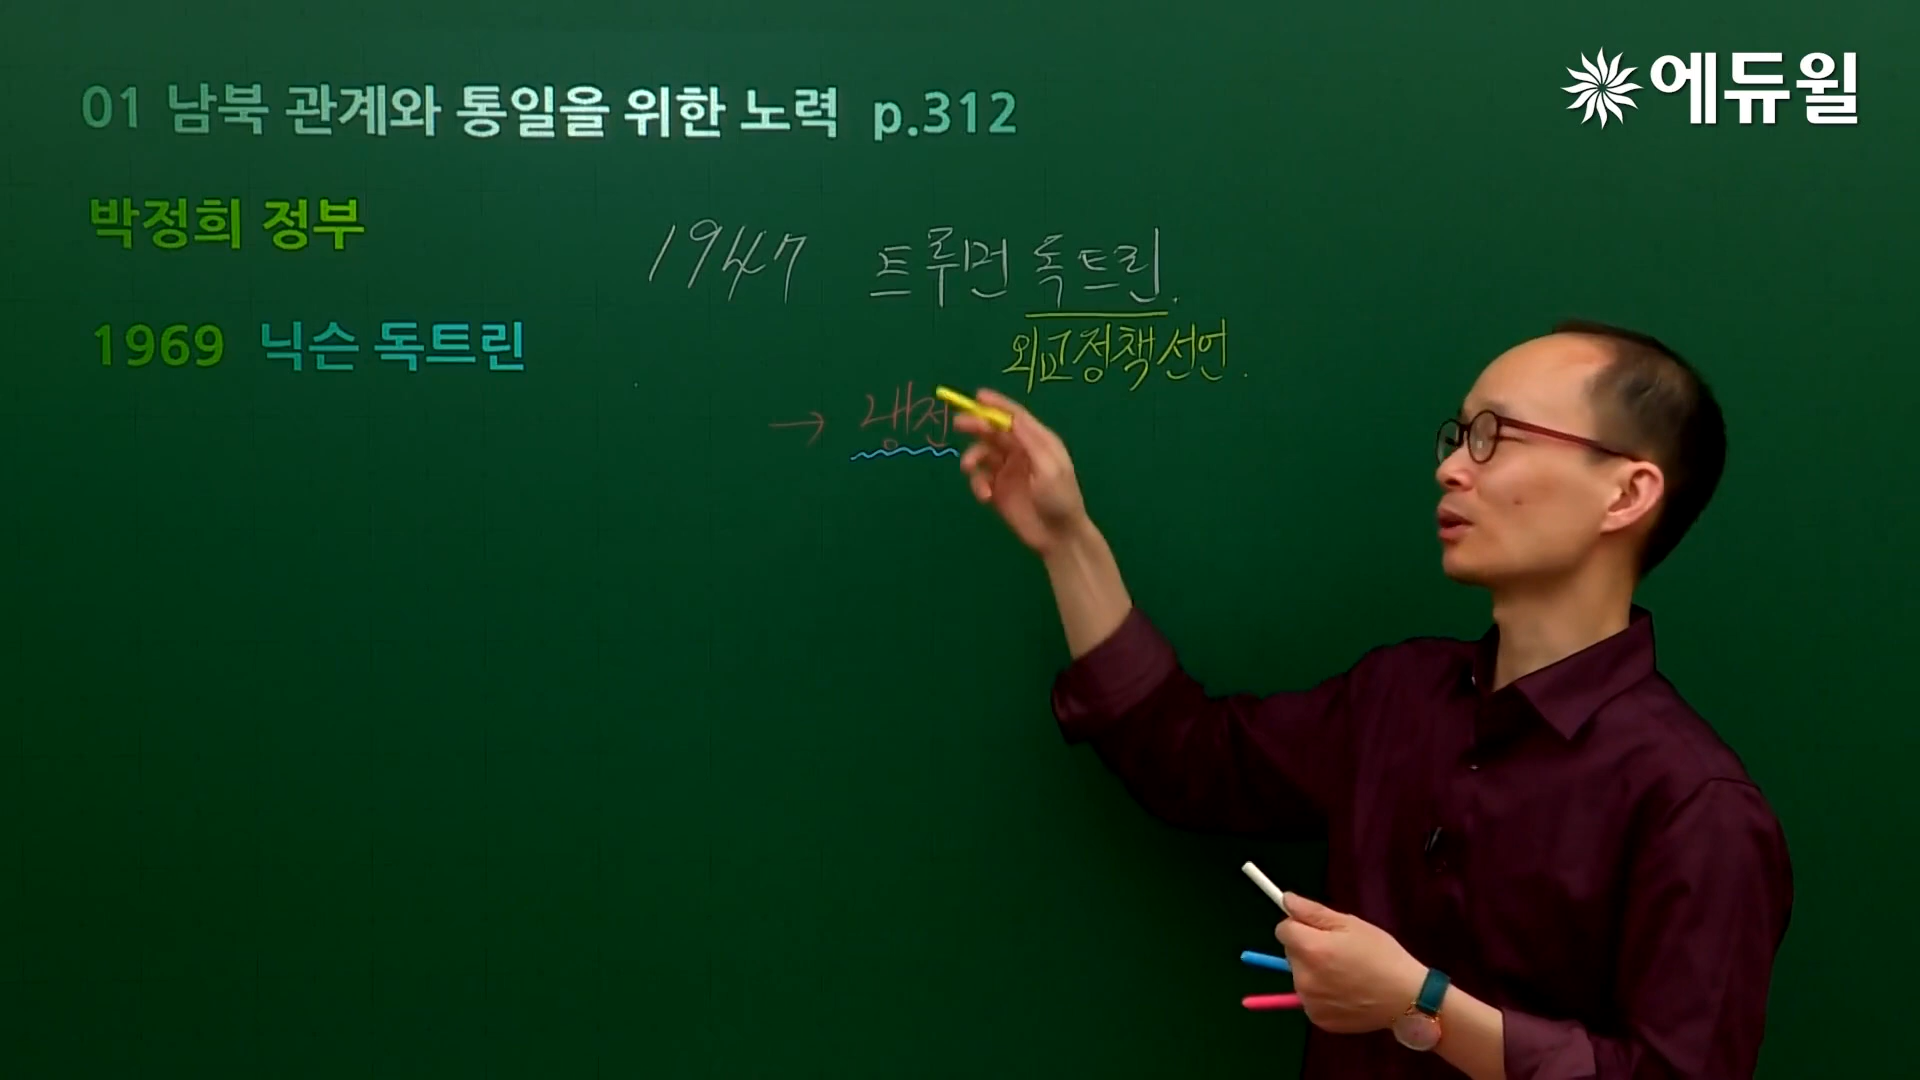 에듀윌
01 남북 관계와 통일을 위한 노력 p.312
박정희 정부
1947 트루먼 독트린.
외교정책선언.
1969 닉슨 독트린
→ 냉전